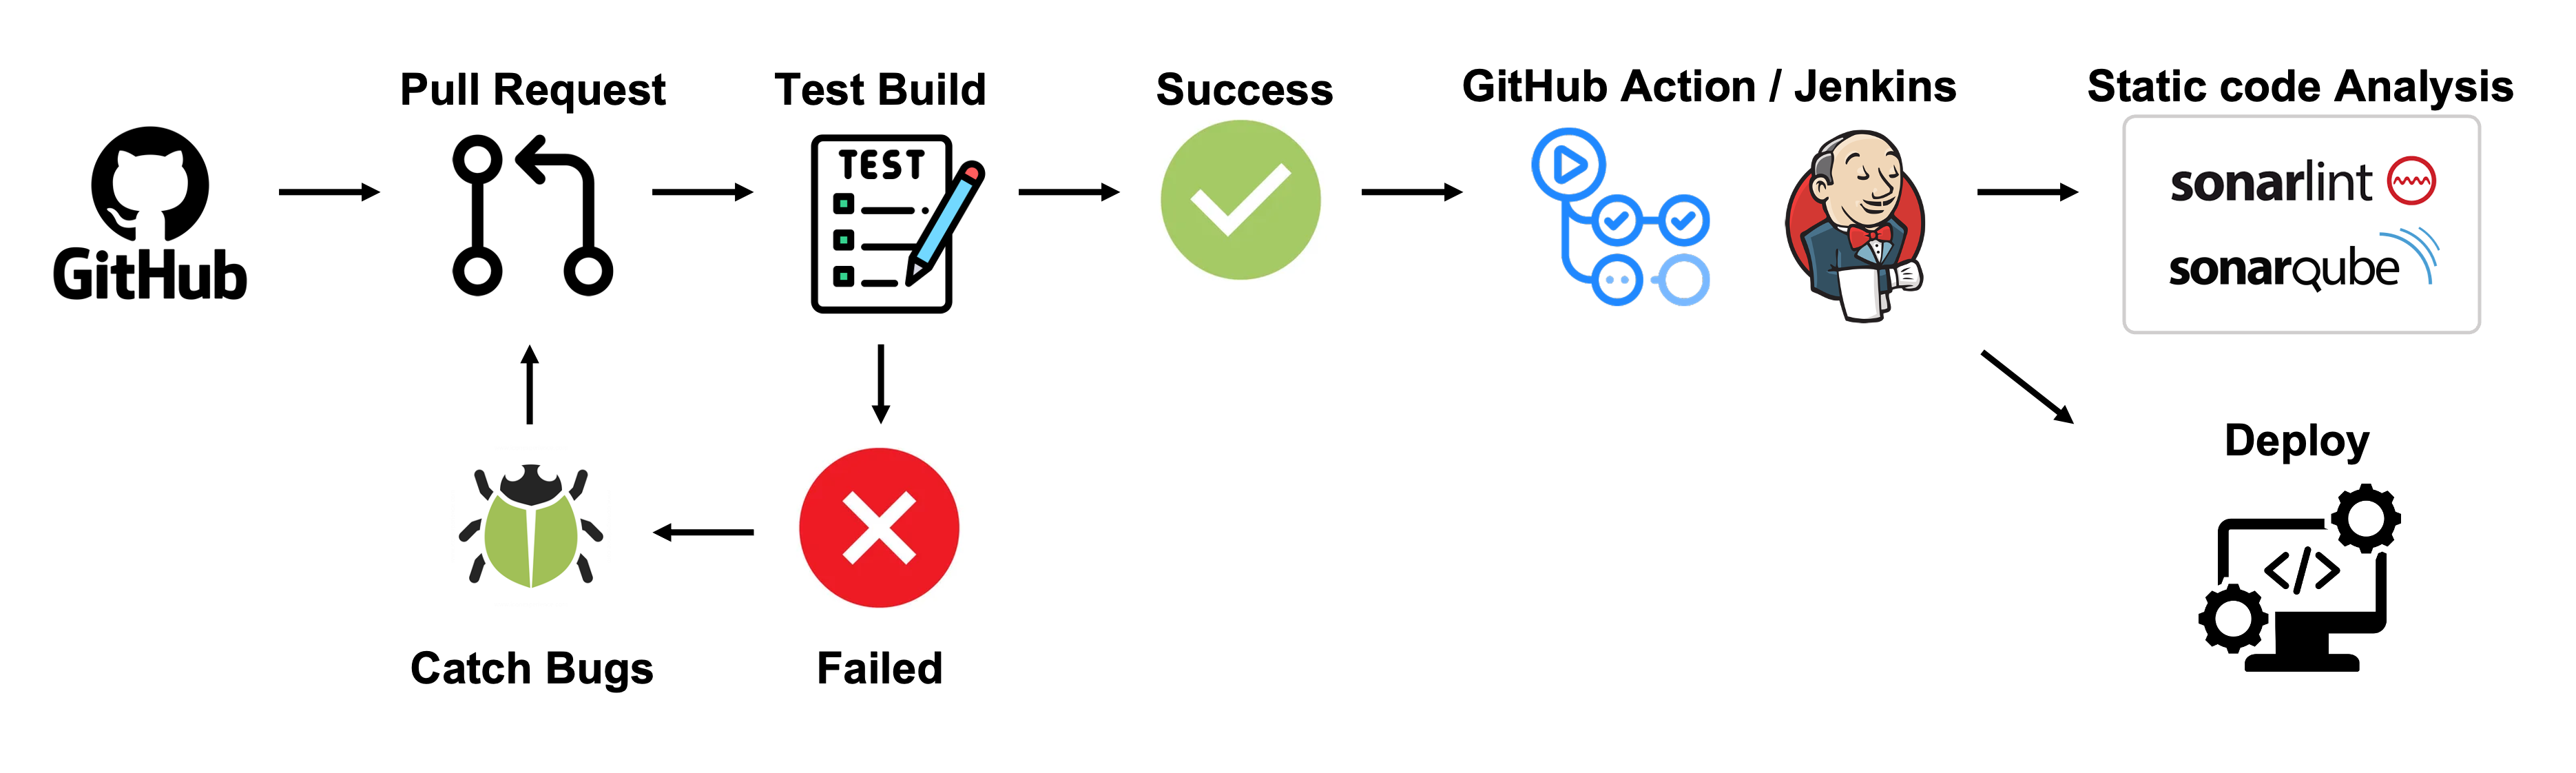 Pull Request
Test Build
Success
GitHub Action / Jenkins
Static code Analysis
GitHub
TEST
sonarlint
sonarqube
</>
Deploy
Catch Bugs
Failed